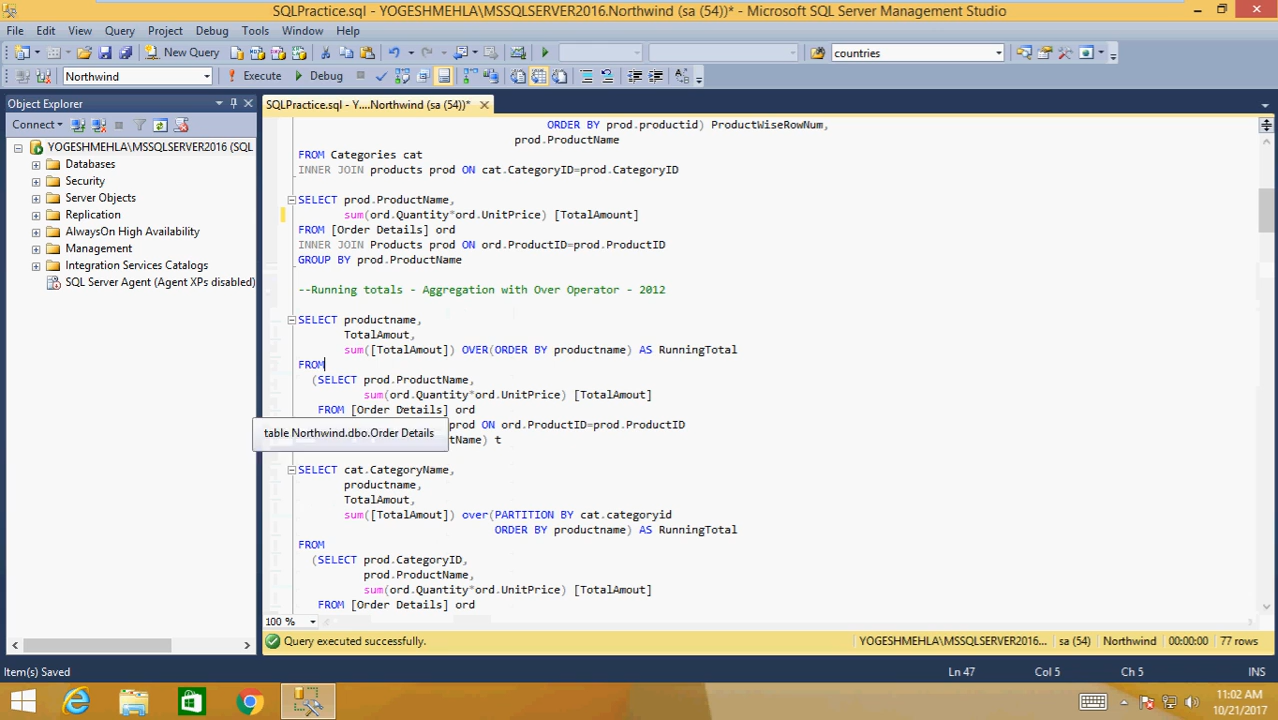 SQLPractice.sql - YOGESHMEHLA\MSSQLSERVER2016.Northwind (sa (54))* - Microsoft SQL Server Management Studio
File Edit View Query Project Debug Tools Window Help
New Query countries
Northwind Execute Debug
Object Explorer
SQLPractice.sql - Y....Northwind (sa (54))*
Connect
YOGESHMEHLA\MSSQLSERVER2016 (SQL
Databases
Security
Server Objects
Replication
AlwaysOn High Availability
Management
Integration Services Catalogs
SQL Server Agent (Agent XPs disabled)
ORDER BY prod.productid) ProductWiseRowNum,
prod.ProductName
FROM Categories cat
INNER JOIN products prod ON cat.CategoryID=prod.CategoryID
SELECT prod.ProductName,
sum(ord.Quantity*ord.UnitPrice) [TotalAmount]
FROM [Order Details] ord
INNER JOIN Products prod ON ord.ProductID=prod.ProductID
GROUP BY prod.ProductName
--Running totals - Aggregation with Over Operator - 2012
SELECT productname,
TotalAmout,
sum([TotalAmout]) OVER(ORDER BY productname) AS RunningTotal
FROM
(SELECT prod.ProductName,
sum(ord.Quantity*ord.UnitPrice) [TotalAmout]
FROM [Order Details] ord
prod ON ord.ProductID=prod.ProductID
table Northwind.dbo.Order Details
tName) t
SELECT cat.CategoryName,
productname,
TotalAmout,
sum([TotalAmout]) over(PARTITION BY cat.categoryid
ORDER BY productname) AS RunningTotal
FROM
(SELECT prod.CategoryID,
prod.ProductName,
sum(ord.Quantity*ord.UnitPrice) [TotalAmout]
FROM [Order Details] ord
100 %
Query executed successfully. YOGESHMEHLA\MSSQLSERVER2016... sa (54) Northwind 00:00:00 77 rows
Item(s) Saved Ln 47 Col 5 Ch 5 INS
11:02 AM
10/21/2017